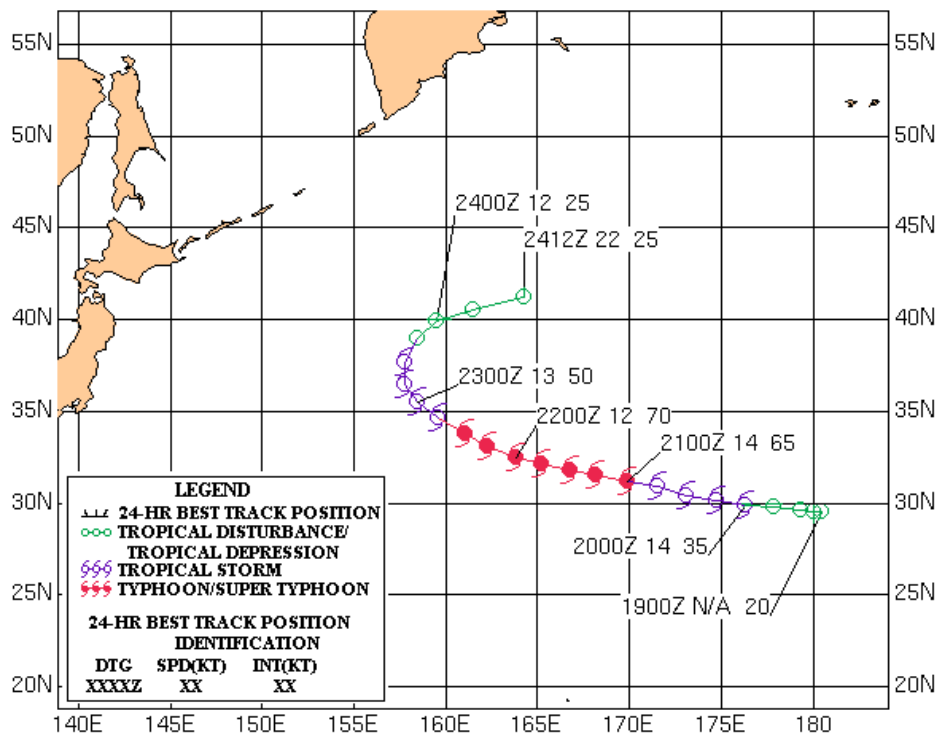 55N
55N
50N
50N
2400Z 12 25
45N
45N
2412Z 22 25
40N
40N
2300Z 13 50
35N
35N
2200Z 12 70
2100Z 14 65
LEGEND
30N
30N
24-HR BEST TRACK POSITION
TROPICAL DISTURBANCE/
TROPICAL DEPRESSION
2000Z 14 35
TROPICAL STORM
TYPHOON/SUPER TYPHOON
25N
25N
1900Z N/A 20
24-HR BEST TRACK POSITION
IDENTIFICATION
DTG SPD(KT) INT(KT)
20N XXXXZ XX XX 20N
140E 145E 150E 155E 160E 165E 170E 175E 180